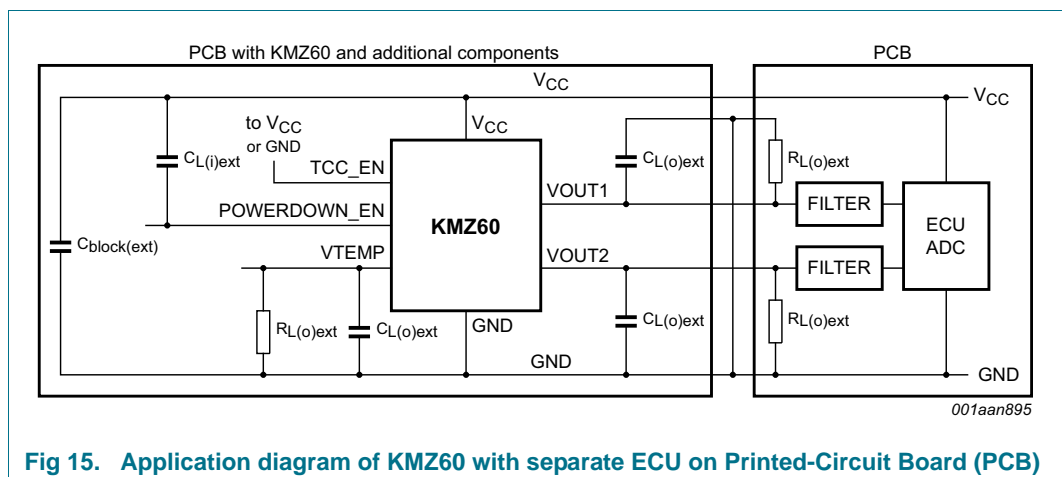 PCB with KMZ60 and additional components
PCB
VCC
VCC
to VCC
or GND
VCC
CL(i)ext
TCC_EN
CL(o)ext
RL(o)ext
VOUT1
POWERDOWN_EN
KMZ60
FILTER
ECU
ADC
Cblock(ext)
VTEMP
VOUT2
FILTER
RL(o)ext
CL(o)ext
GND
CL(o)ext
RL(o)ext
GND
GND
001aan895
Fig 15. Application diagram of KMZ60 with separate ECU on Printed-Circuit Board (PCB)